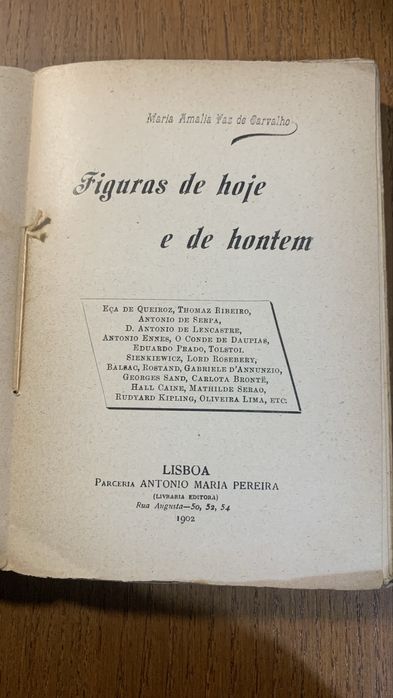 Maria Amalia Vaz de Carvalho
Figuras de hoje
e de hontem
Eça de Queiroz, Thomaz Ribeiro,
Antonio de Serpa,
D. Antonio de Lencastre,
Antonio Ennes, O Conde de Daupias,
Eduardo Prado, Tolstoi.
Sienkiewicz, Lord Rosebery,
Balsac, Rostand, Gabriele d'Annunzio,
Georges Sand, Carlota Brontë,
Hall Caine, Mathilde Serao,
Rudyard Kipling, Oliveira Lima, etc.
LISBOA
Parceria ANTONIO MARIA PEREIRA
(LIVRARIA EDITORA)
Rua Augusta—50, 52, 54
1902